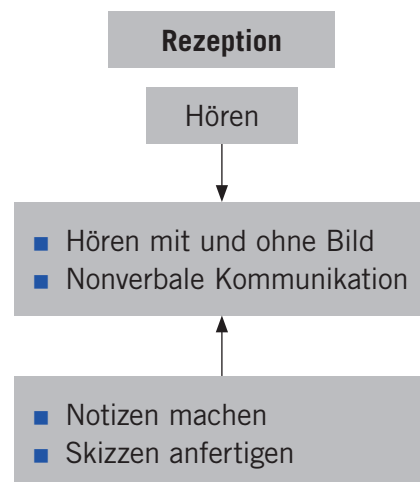 Rezeption
Hören
■ Hören mit und ohne Bild
■ Nonverbale Kommunikation
■ Notizen machen
■ Skizzen anfertigen